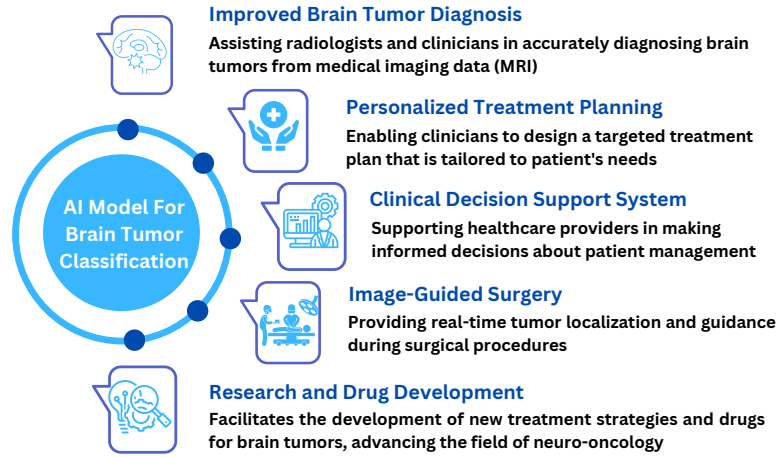 Improved Brain Tumor Diagnosis
Assisting radiologists and clinicians in accurately diagnosing brain
tumors from medical imaging data (MRI)
Personalized Treatment Planning
Enabling clinicians to design a targeted treatment
plan that is tailored to patient's needs
AI Model For
Brain Tumor
Classification
Clinical Decision Support System
Supporting healthcare providers in making
informed decisions about patient management
Image-Guided Surgery
Providing real-time tumor localization and guidance
during surgical procedures
Research and Drug Development
Facilitates the development of new treatment strategies and drugs
for brain tumors, advancing the field of neuro-oncology